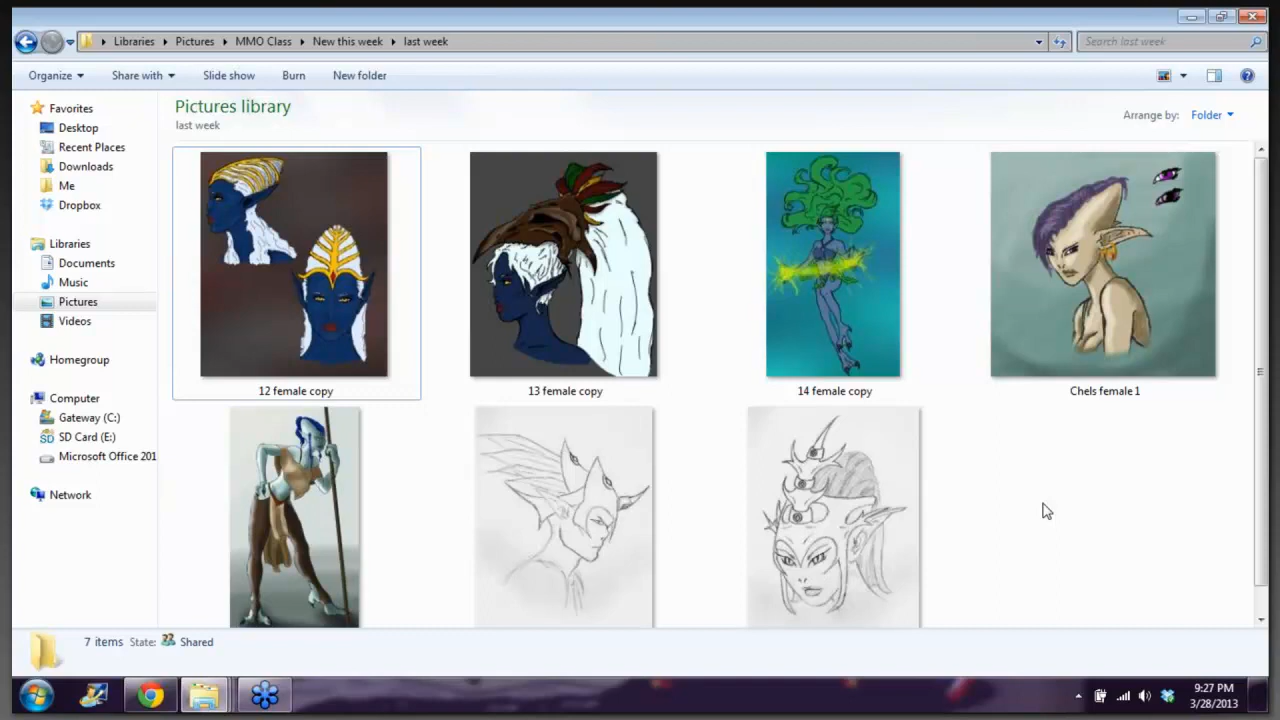 Libraries Pictures MMO Class New this week last week
Search last week
Organize Share with Slide show Burn New folder
Favorites
Desktop
Recent Places
Downloads
Me
Dropbox
Libraries
Documents
Music
Pictures
Videos
Homegroup
Computer
Gateway (C:)
SD Card (E:)
Microsoft Office 201
Network
Pictures library
last week
Arrange by: Folder
12 female copy
13 female copy
14 female copy
Chels female 1
7 items State: Shared
9:27 PM
3/28/2013